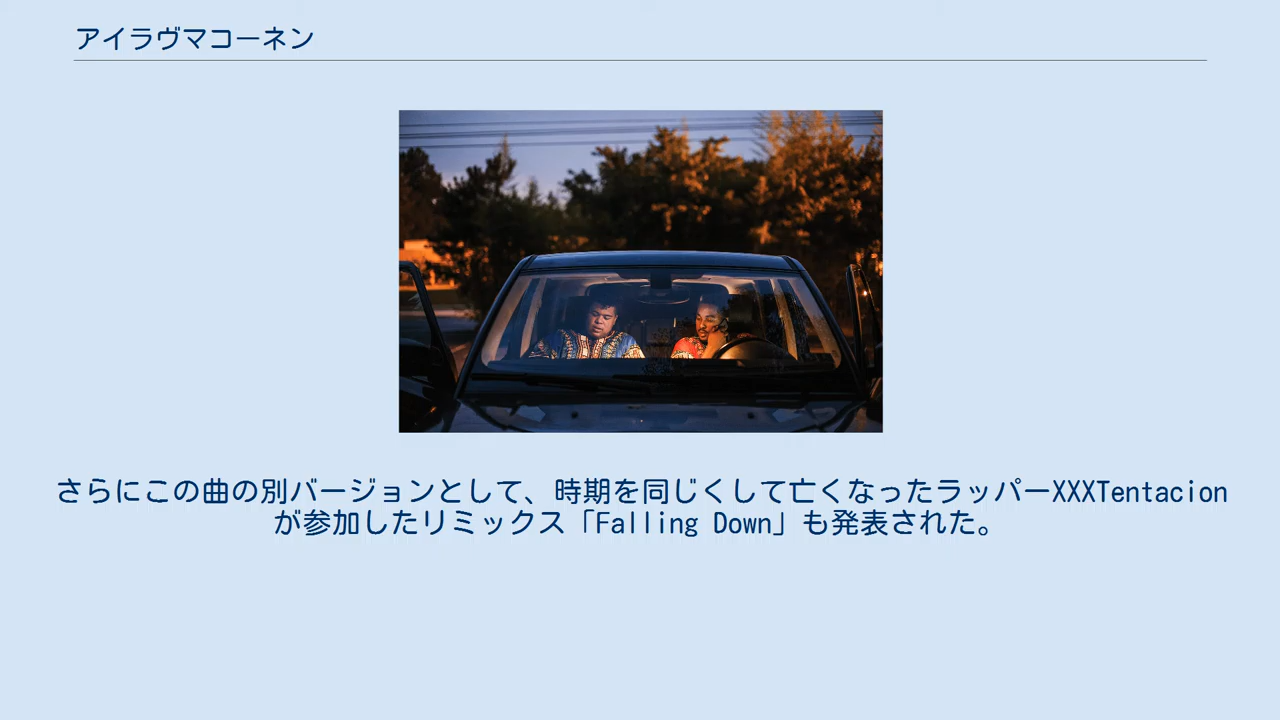 アイラヴマコーネン
さらにこの曲の別バージョンとして、時期を同じくして亡くなったラッパーXXXTentacion
が参加したリミックス「Falling Down」も発表された。